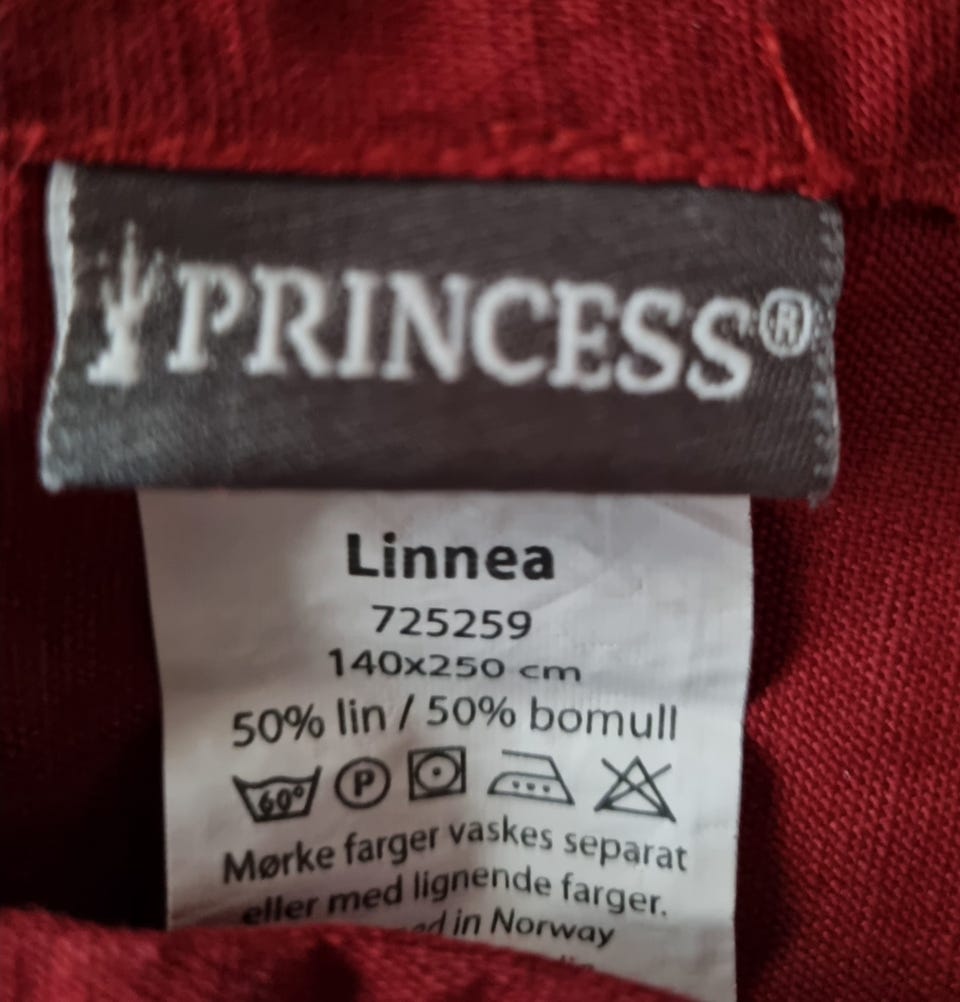 PRINCESS®
Linnea
725259
140x250 cm
50% lin / 50% bomull
60° P
Mørke farger vaskes separat
eller med lignende farger.
in Norway